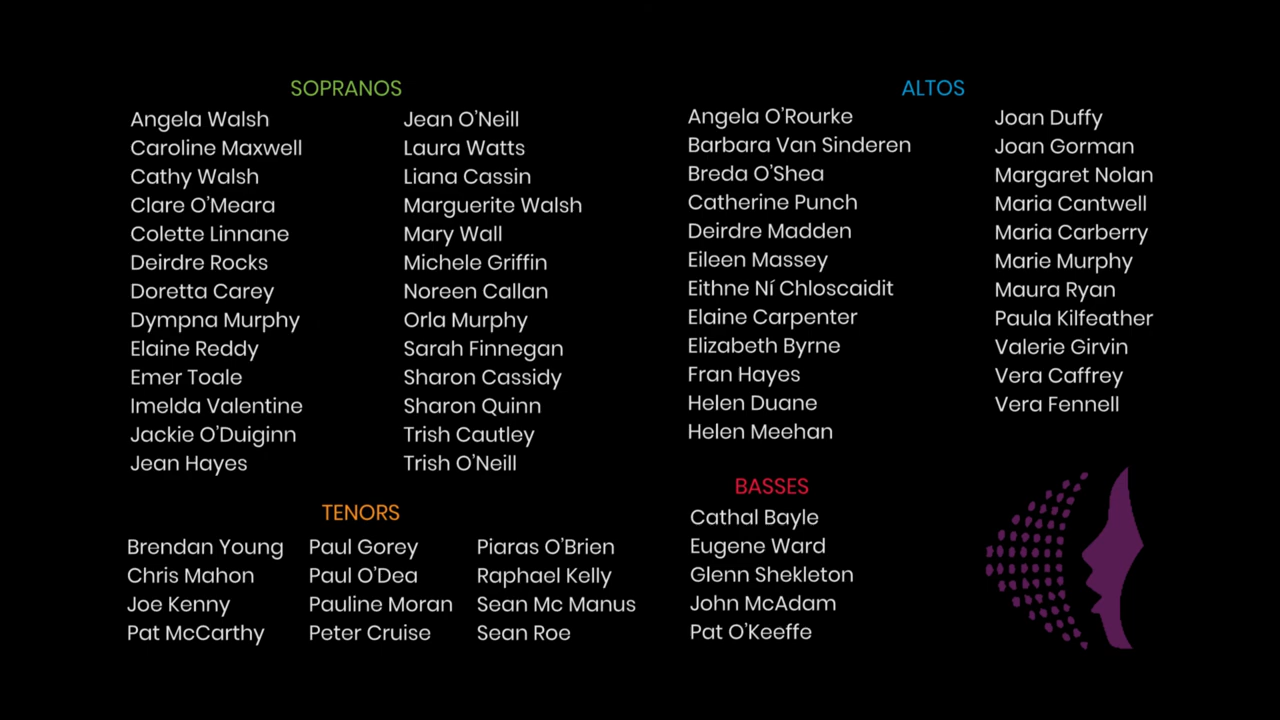 SOPRANOS
Angela Walsh
Caroline Maxwell
Cathy Walsh
Clare O'Meara
Colette Linnane
Deirdre Rocks
Doretta Carey
Dympna Murphy
Elaine Reddy
Emer Toale
Imelda Valentine
Jackie O'Duiginn
Jean Hayes
Jean O'Neill
Laura Watts
Liana Cassin
Marguerite Walsh
Mary Wall
Michele Griffin
Noreen Callan
Orla Murphy
Sarah Finnegan
Sharon Cassidy
Sharon Quinn
Trish Cautley
Trish O'Neill
ALTOS
Angela O'Rourke
Barbara Van Sinderen
Breda O'Shea
Catherine Punch
Deirdre Madden
Eileen Massey
Eithne Ní Chloscaidit
Elaine Carpenter
Elizabeth Byrne
Fran Hayes
Helen Duane
Helen Meehan
Joan Duffy
Joan Gorman
Margaret Nolan
Maria Cantwell
Maria Carberry
Marie Murphy
Maura Ryan
Paula Kilfeather
Valerie Girvin
Vera Caffrey
Vera Fennell
TENORS
Brendan Young
Chris Mahon
Joe Kenny
Pat McCarthy
Paul Gorey
Paul O'Dea
Pauline Moran
Peter Cruise
Piaras O'Brien
Raphael Kelly
Sean Mc Manus
Sean Roe
BASSES
Cathal Bayle
Eugene Ward
Glenn Shekleton
John McAdam
Pat O'Keeffe